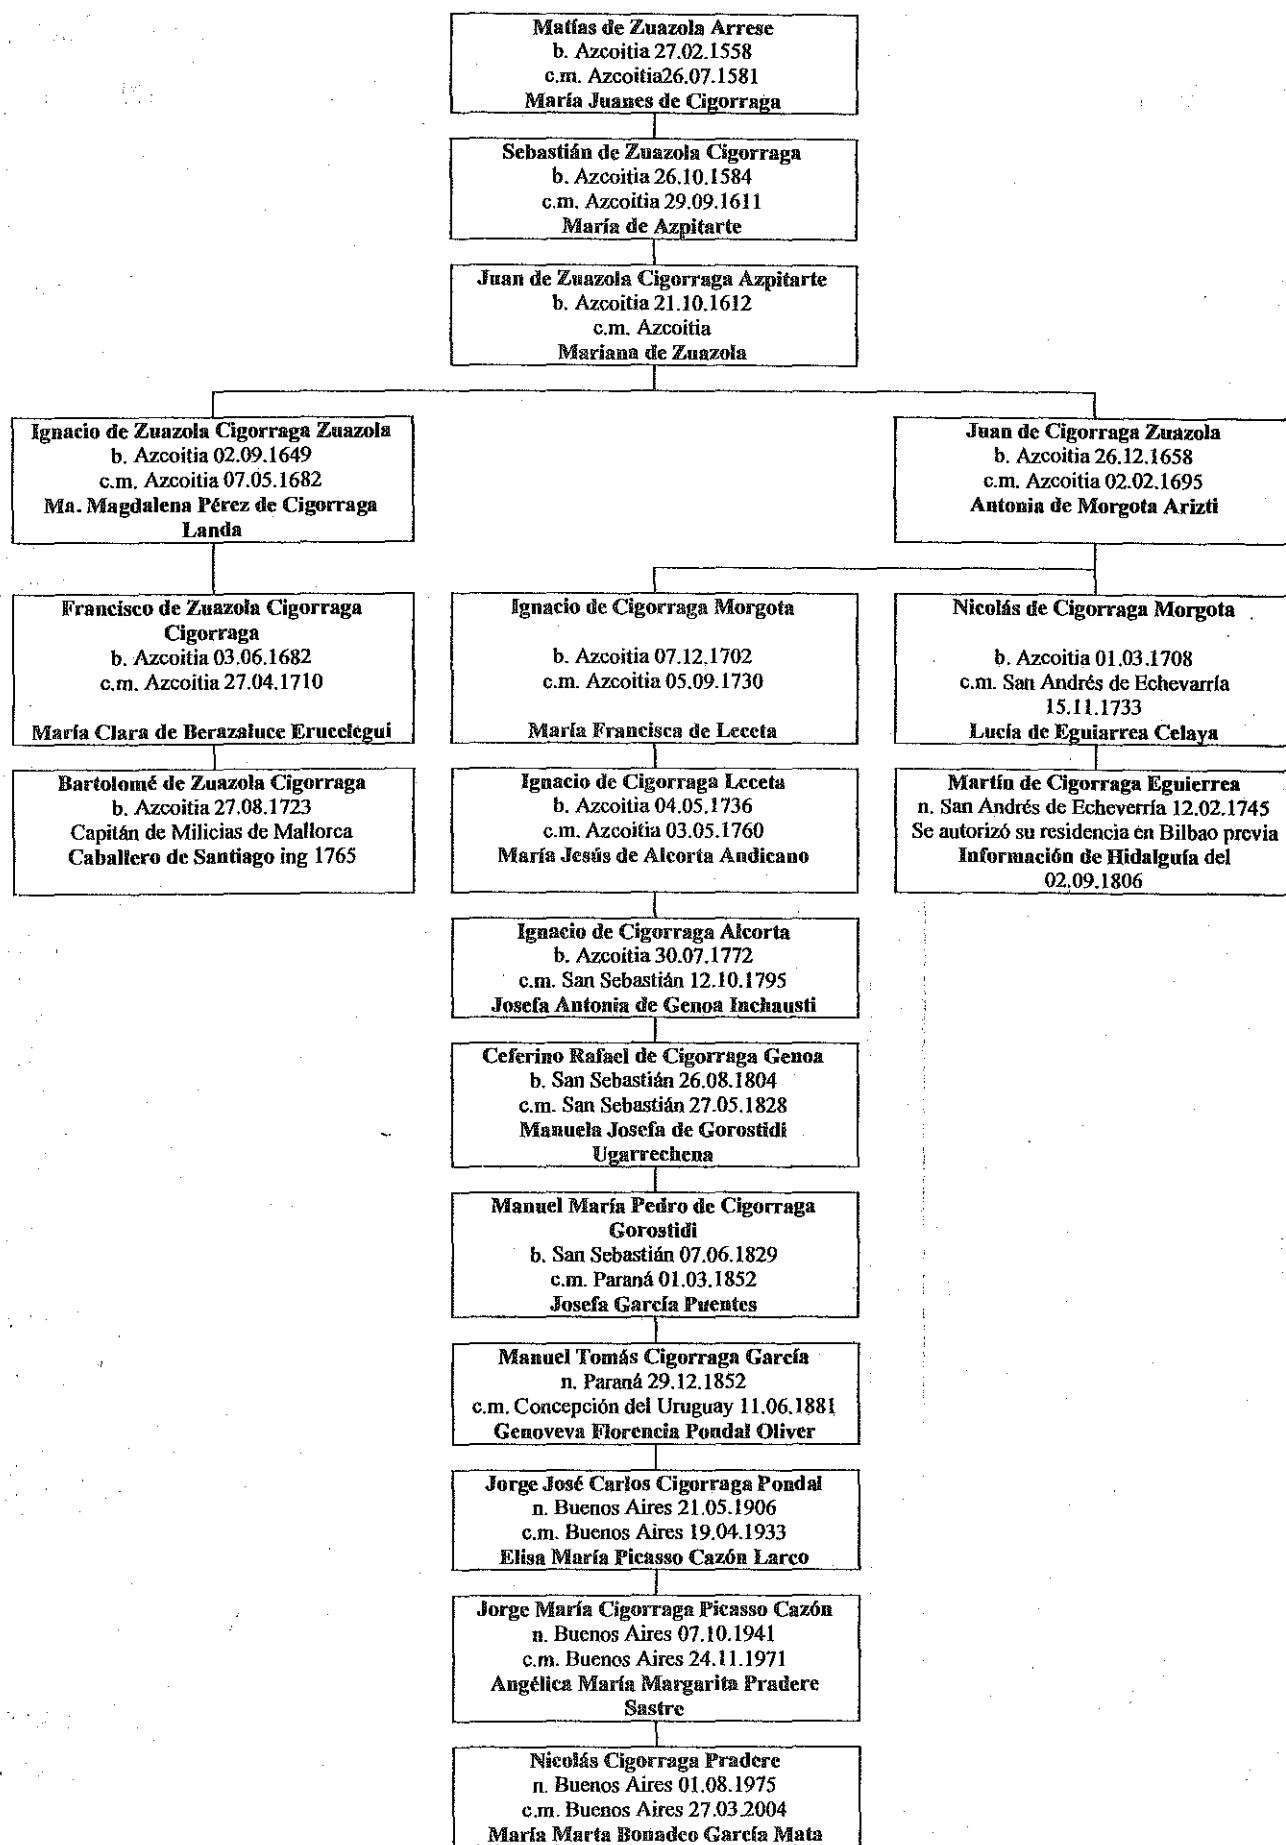 Matías de Zuazola Arrese
b. Azcoitia 27.02.1558
c.m. Azcoitia26.07.1581
María Juanes de Cigorraga
Sebastián de Zuazola Cigorraga
b. Azcoitia 26.10.1584
c.m. Azcoitia 29.09.1611
María de Azpitarte
Juan de Zuazola Cigorraga Azpitarte
b. Azcoitia 21.10.1612
c.m. Azcoitia
Mariana de Zuazola
Ignacio de Zuazola Cigorraga Zuazola
b. Azcoitia 02.09.1649
c.m. Azcoitia 07.05.1682
Ma. Magdalena Pérez de Cigorraga
Landa
Juan de Cigorraga Zuazola
b. Azcoitia 26.12.1658
c.m. Azcoitia 02.02.1695
Antonia de Morgota Arizti
Francisco de Zuazola Cigorraga
Cigorraga
b. Azcoitia 03.06.1682
c.m. Azcoitia 27.04.1710
María Clara de Berazaluce Erucelegui
Ignacio de Cigorraga Morgota
b. Azcoitia 07.12.1702
c.m. Azcoitia 05.09.1730
María Francisca de Leceta
Nicolás de Cigorraga Morgota
b. Azcoitia 01.03.1708
c.m. San Andrés de Echevarría
15.11.1733
Lucía de Eguiarrea Celaya
Bartolomé de Zuazola Cigorraga
b. Azcoitia 27.08.1723
Capitán de Milicias de Mallorca
Caballero de Santiago ing 1765
Ignacio de Cigorraga Leceta
b. Azcoitia 04.05.1736
c.m. Azcoitia 03.05.1760
María Jesús de Alcorta Andicano
Martín de Cigorraga Eguierrea
n. San Andrés de Echeverría 12.02.1745
Se autorizó su residencia en Bilbao previa
Información de Hidalguía del
02.09.1806
Ignacio de Cigorraga Alcorta
b. Azcoitia 30.07.1772
c.m. San Sebastián 12.10.1795
Josefa Antonia de Genoa Inchausti
Ceferino Rafael de Cigorraga Genoa
b. San Sebastián 26.08.1804
c.m. San Sebastián 27.05.1828
Manuela Josefa de Gorostidi
Ugarrechena
Manuel María Pedro de Cigorraga
Gorostidi
b. San Sebastián 07.06.1829
c.m. Paraná 01.03.1852
Josefa García Puentes
Manuel Tomás Cigorraga García
n. Paraná 29.12.1852
c.m. Concepción del Uruguay 11.06.1881
Genoveva Florencia Pondal Oliver
Jorge José Carlos Cigorraga Pondal
n. Buenos Aires 21.05.1906
c.m. Buenos Aires 19.04.1933
Elisa María Picasso Cazón Larco
Jorge María Cigorraga Picasso Cazón
n. Buenos Aires 07.10.1941
c.m. Buenos Aires 24.11.1971
Angélica María Margarita Pradere
Sastre
Nicolás Cigorraga Pradere
n. Buenos Aires 01.08.1975
c.m. Buenos Aires 27.03.2004
María Marta Bonadeo García Mata